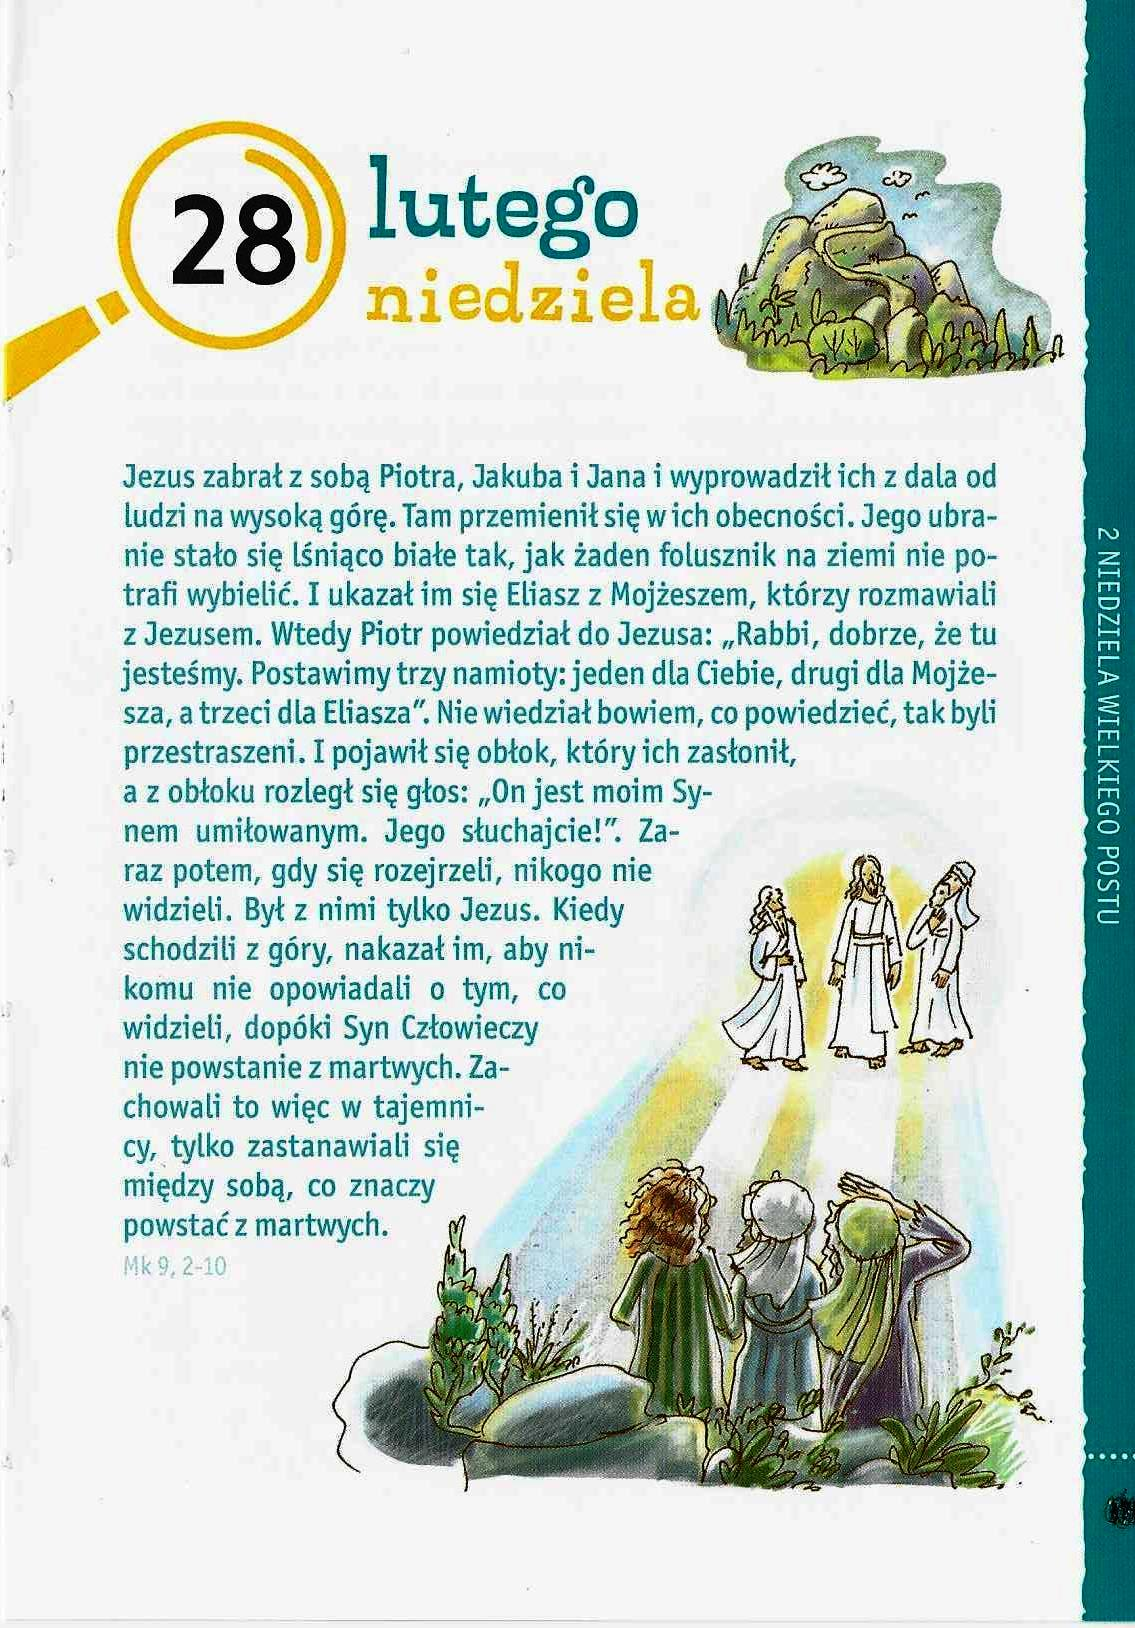 28
lutego
niedziela
Jezus zabrał z sobą Piotra, Jakuba i Jana i wyprowadził ich z dala od
ludzi na wysoką górę. Tam przemienił się w ich obecności. Jego ubra-
nie stało się lśniąco białe tak, jak żaden folusznik na ziemi nie po-
trafi wybielić. I ukazał im się Eliasz z Mojżeszem, którzy rozmawiali
z Jezusem. Wtedy Piotr powiedział do Jezusa: „Rabbi, dobrze, że tu
jesteśmy. Postawimy trzy namioty: jeden dla Ciebie, drugi dla Mojże-
sza, a trzeci dla Eliasza”. Nie wiedział bowiem, co powiedzieć, tak byli
przestraszeni. I pojawił się obłok, który ich zasłonił,
a z obłoku rozległ się głos: „On jest moim Sy-
nem umiłowanym. Jego słuchajcie!”. Za-
raz potem, gdy się rozejrzeli, nikogo nie
widzieli. Był z nimi tylko Jezus. Kiedy
schodzili z góry, nakazał im, aby ni-
komu nie opowiadali o tym, co
widzieli, dopóki Syn Człowieczy
nie powstanie z martwych. Za-
chowali to więc w tajemni-
cy, tylko zastanawiali się
między sobą, co znaczy
powstać z martwych.
Mk 9, 2-10
2 NIEDZIELA WIELKIEGO POSTU